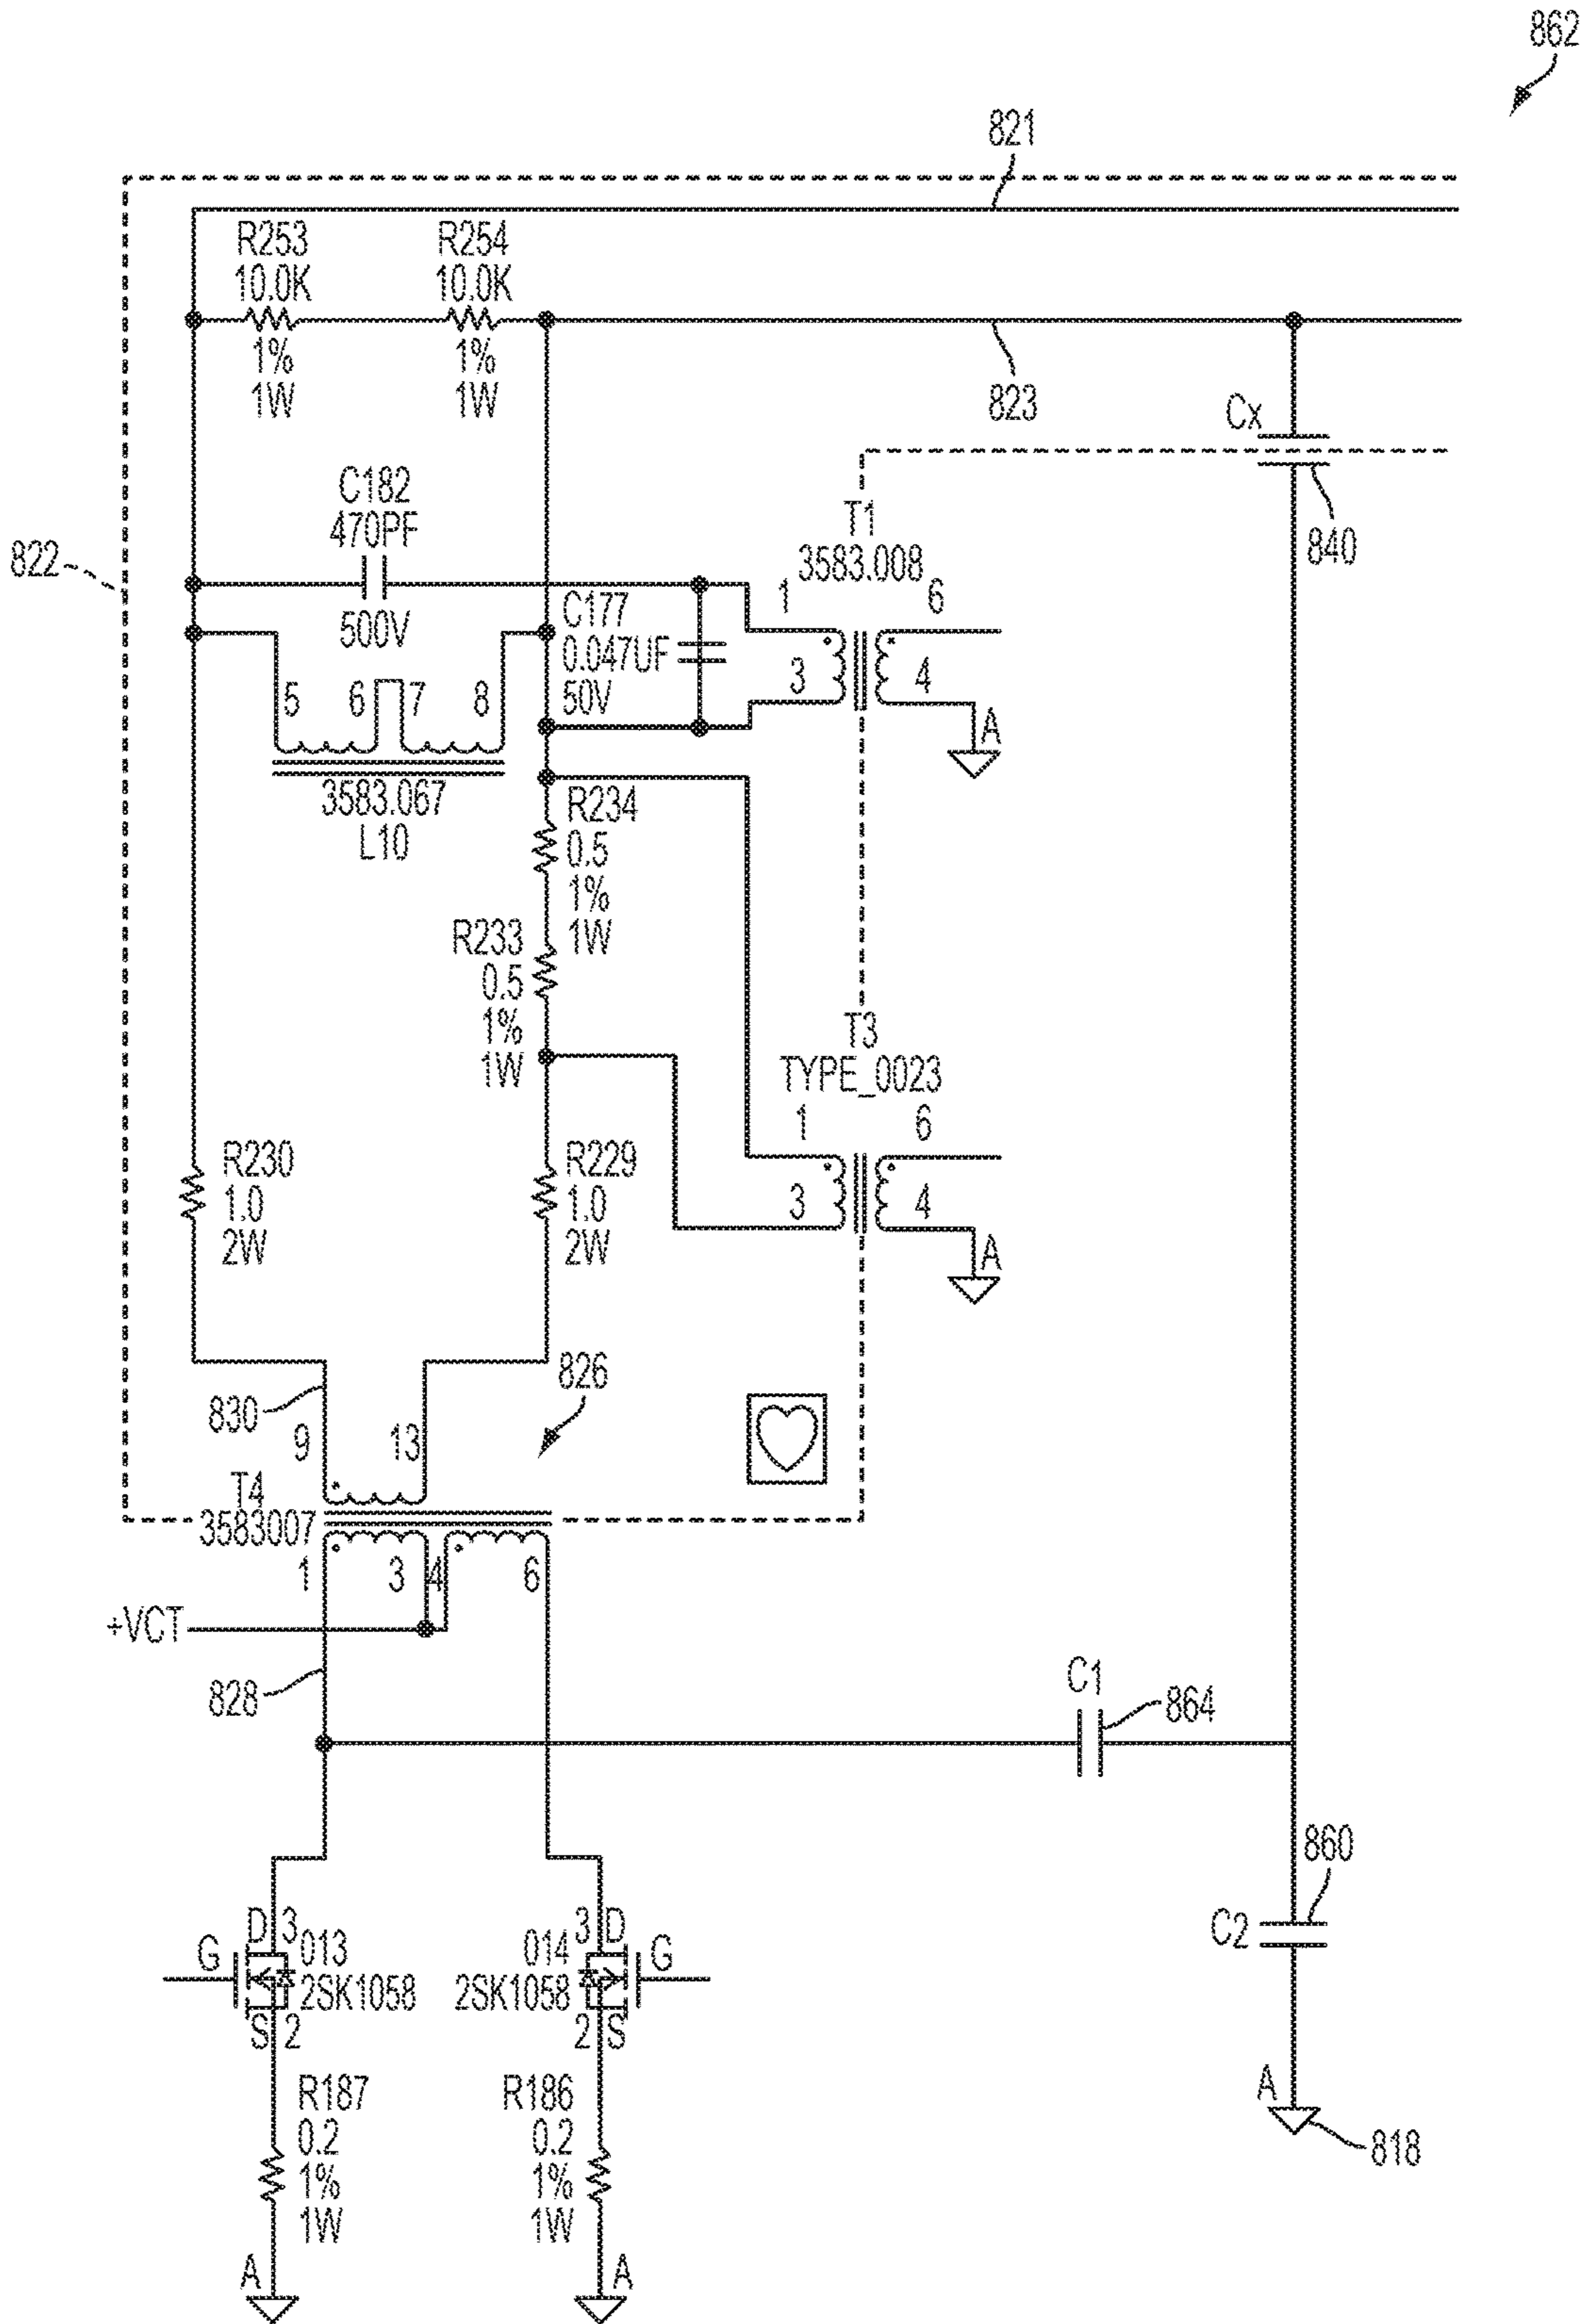 862
821
R253
10.0K
1%
1W
R254
10.0K
1%
1W
823
Cx
840
822
C182
470PF
500V
C177
0.047UF
50V
T1
3583.008
1
6
3
4
A
5
6
7
8
3583.067
L10
R234
0.5
1%
1W
R233
0.5
1%
1W
T3
TYPE_0023
1
6
3
4
A
R230
1.0
2W
R229
1.0
2W
830
826
9
13
T4
3583007
1
3
4
6
+VCT
828
C1
864
860
C2
A
818
G
D
3
S
2
013
2SK1058
014
2SK1058
3
D
G
2
S
R187
0.2
1%
1W
R186
0.2
1%
1W
A
A